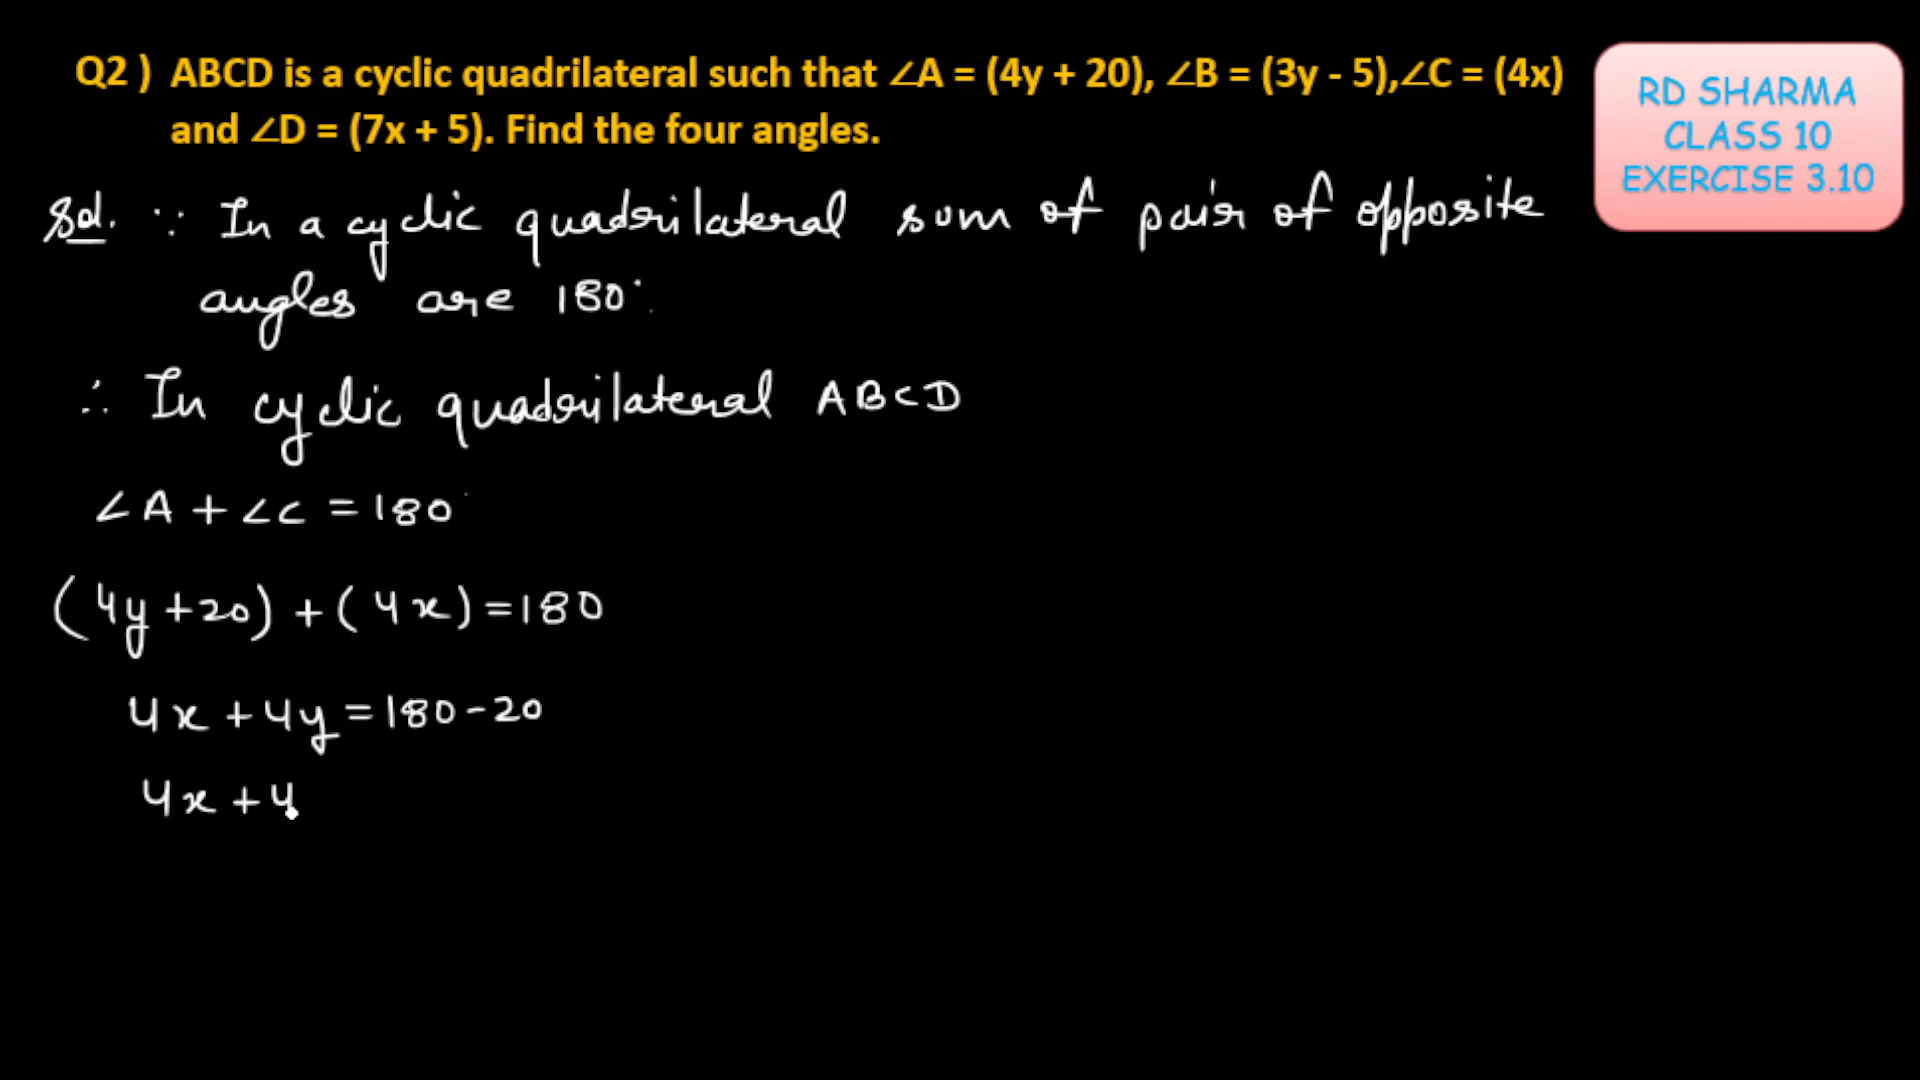 Q2 ) ABCD is a cyclic quadrilateral such that ∠A = (4y + 20), ∠B = (3y - 5),∠C = (4x)
and ∠D = (7x + 5). Find the four angles.
RD SHARMA
CLASS 10
EXERCISE 3.10
Sol. ∵ In a cyclic quadrilateral sum of pair of opposite
angles are 180°.
∴ In cyclic quadrilateral ABCD
∠A + ∠C = 180°
(4y + 20) + (4x) = 180
4x + 4y = 180 - 20
4x + 4